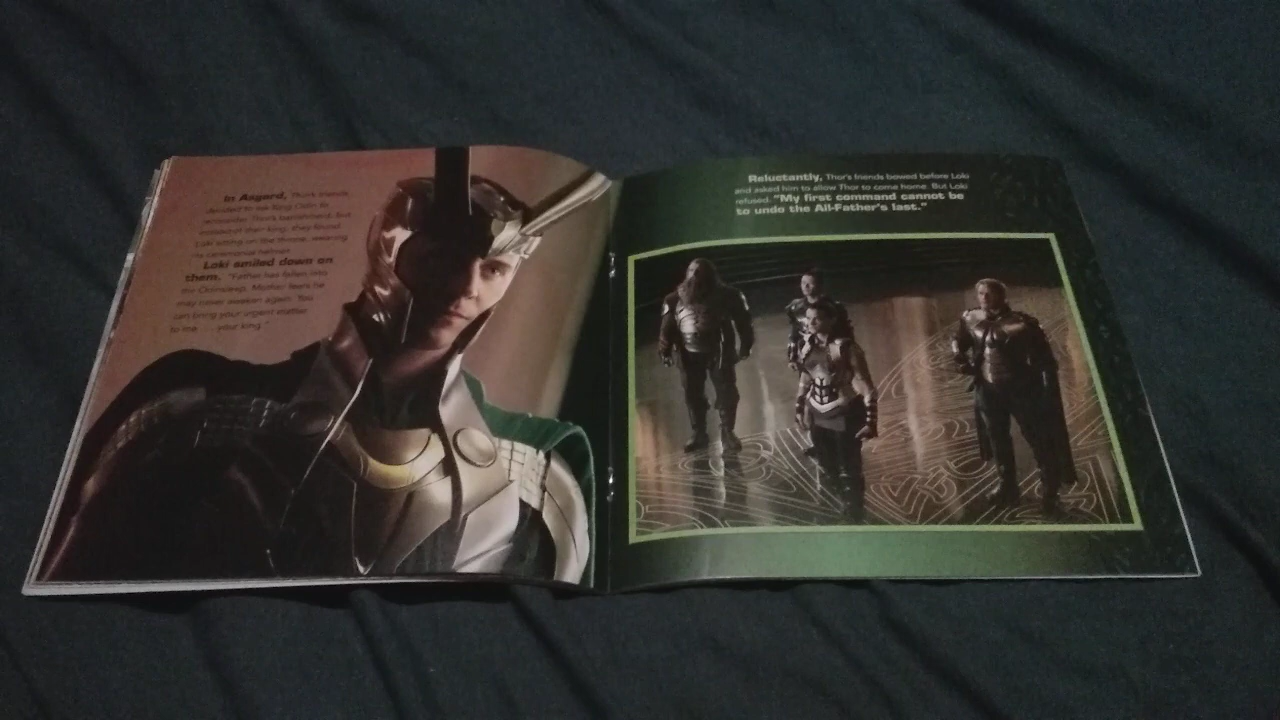 In Asgard, Thor's friends
decided to ask King Odin to
reconsider Thor's banishment. But
instead of their king, they found
Loki sitting on the throne, wearing
his ceremonial helmet.
Loki smiled down on
them. "Father has fallen into
the Odinsleep. Mother fears he
may never awaken again. You
can bring your urgent matter
to me . . . your king."
Reluctantly, Thor's friends bowed before Loki
and asked him to allow Thor to come home. But Loki
refused. "My first command cannot be
to undo the All-Father's last."